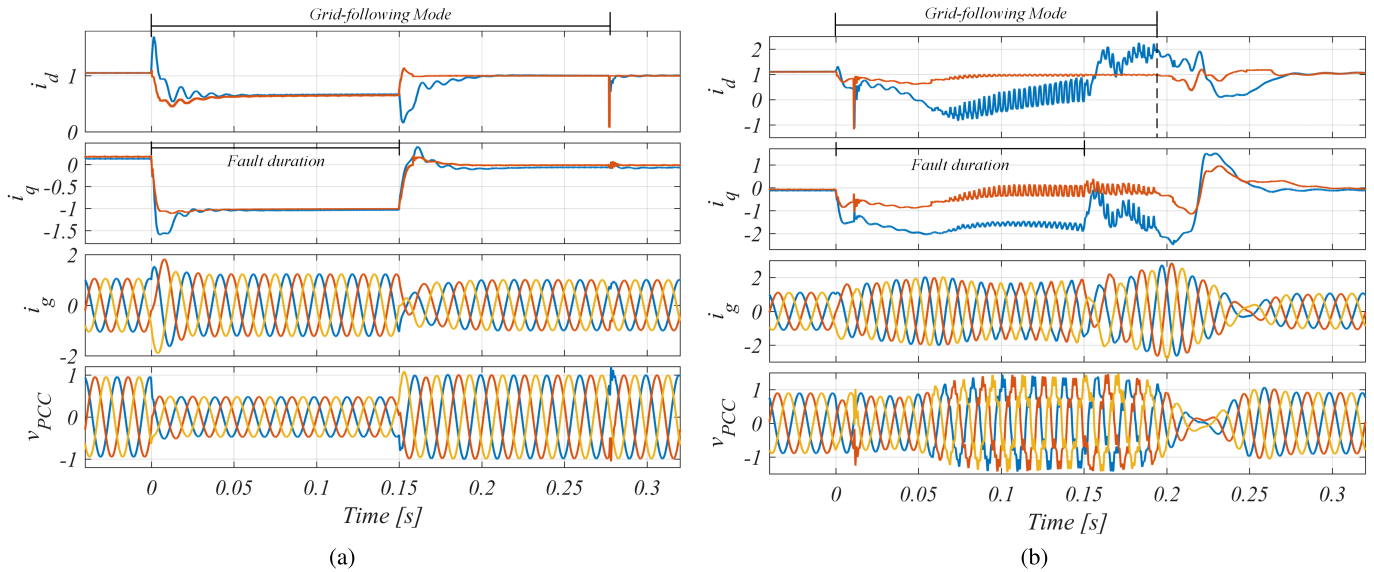 Grid-following Mode
i_d
1
0
Fault duration
i_q
0
-0.5
-1
-1.5
i_g
2
0
-2
v_PCC
1
0
-1
0
0.05
0.1
0.15
0.2
0.25
0.3
Time [s]
(a)
Grid-following Mode
i_d
2
1
0
-1
Fault duration
i_q
1
0
-1
-2
i_g
2
0
-2
v_PCC
1
0
-1
0
0.05
0.1
0.15
0.2
0.25
0.3
Time [s]
(b)